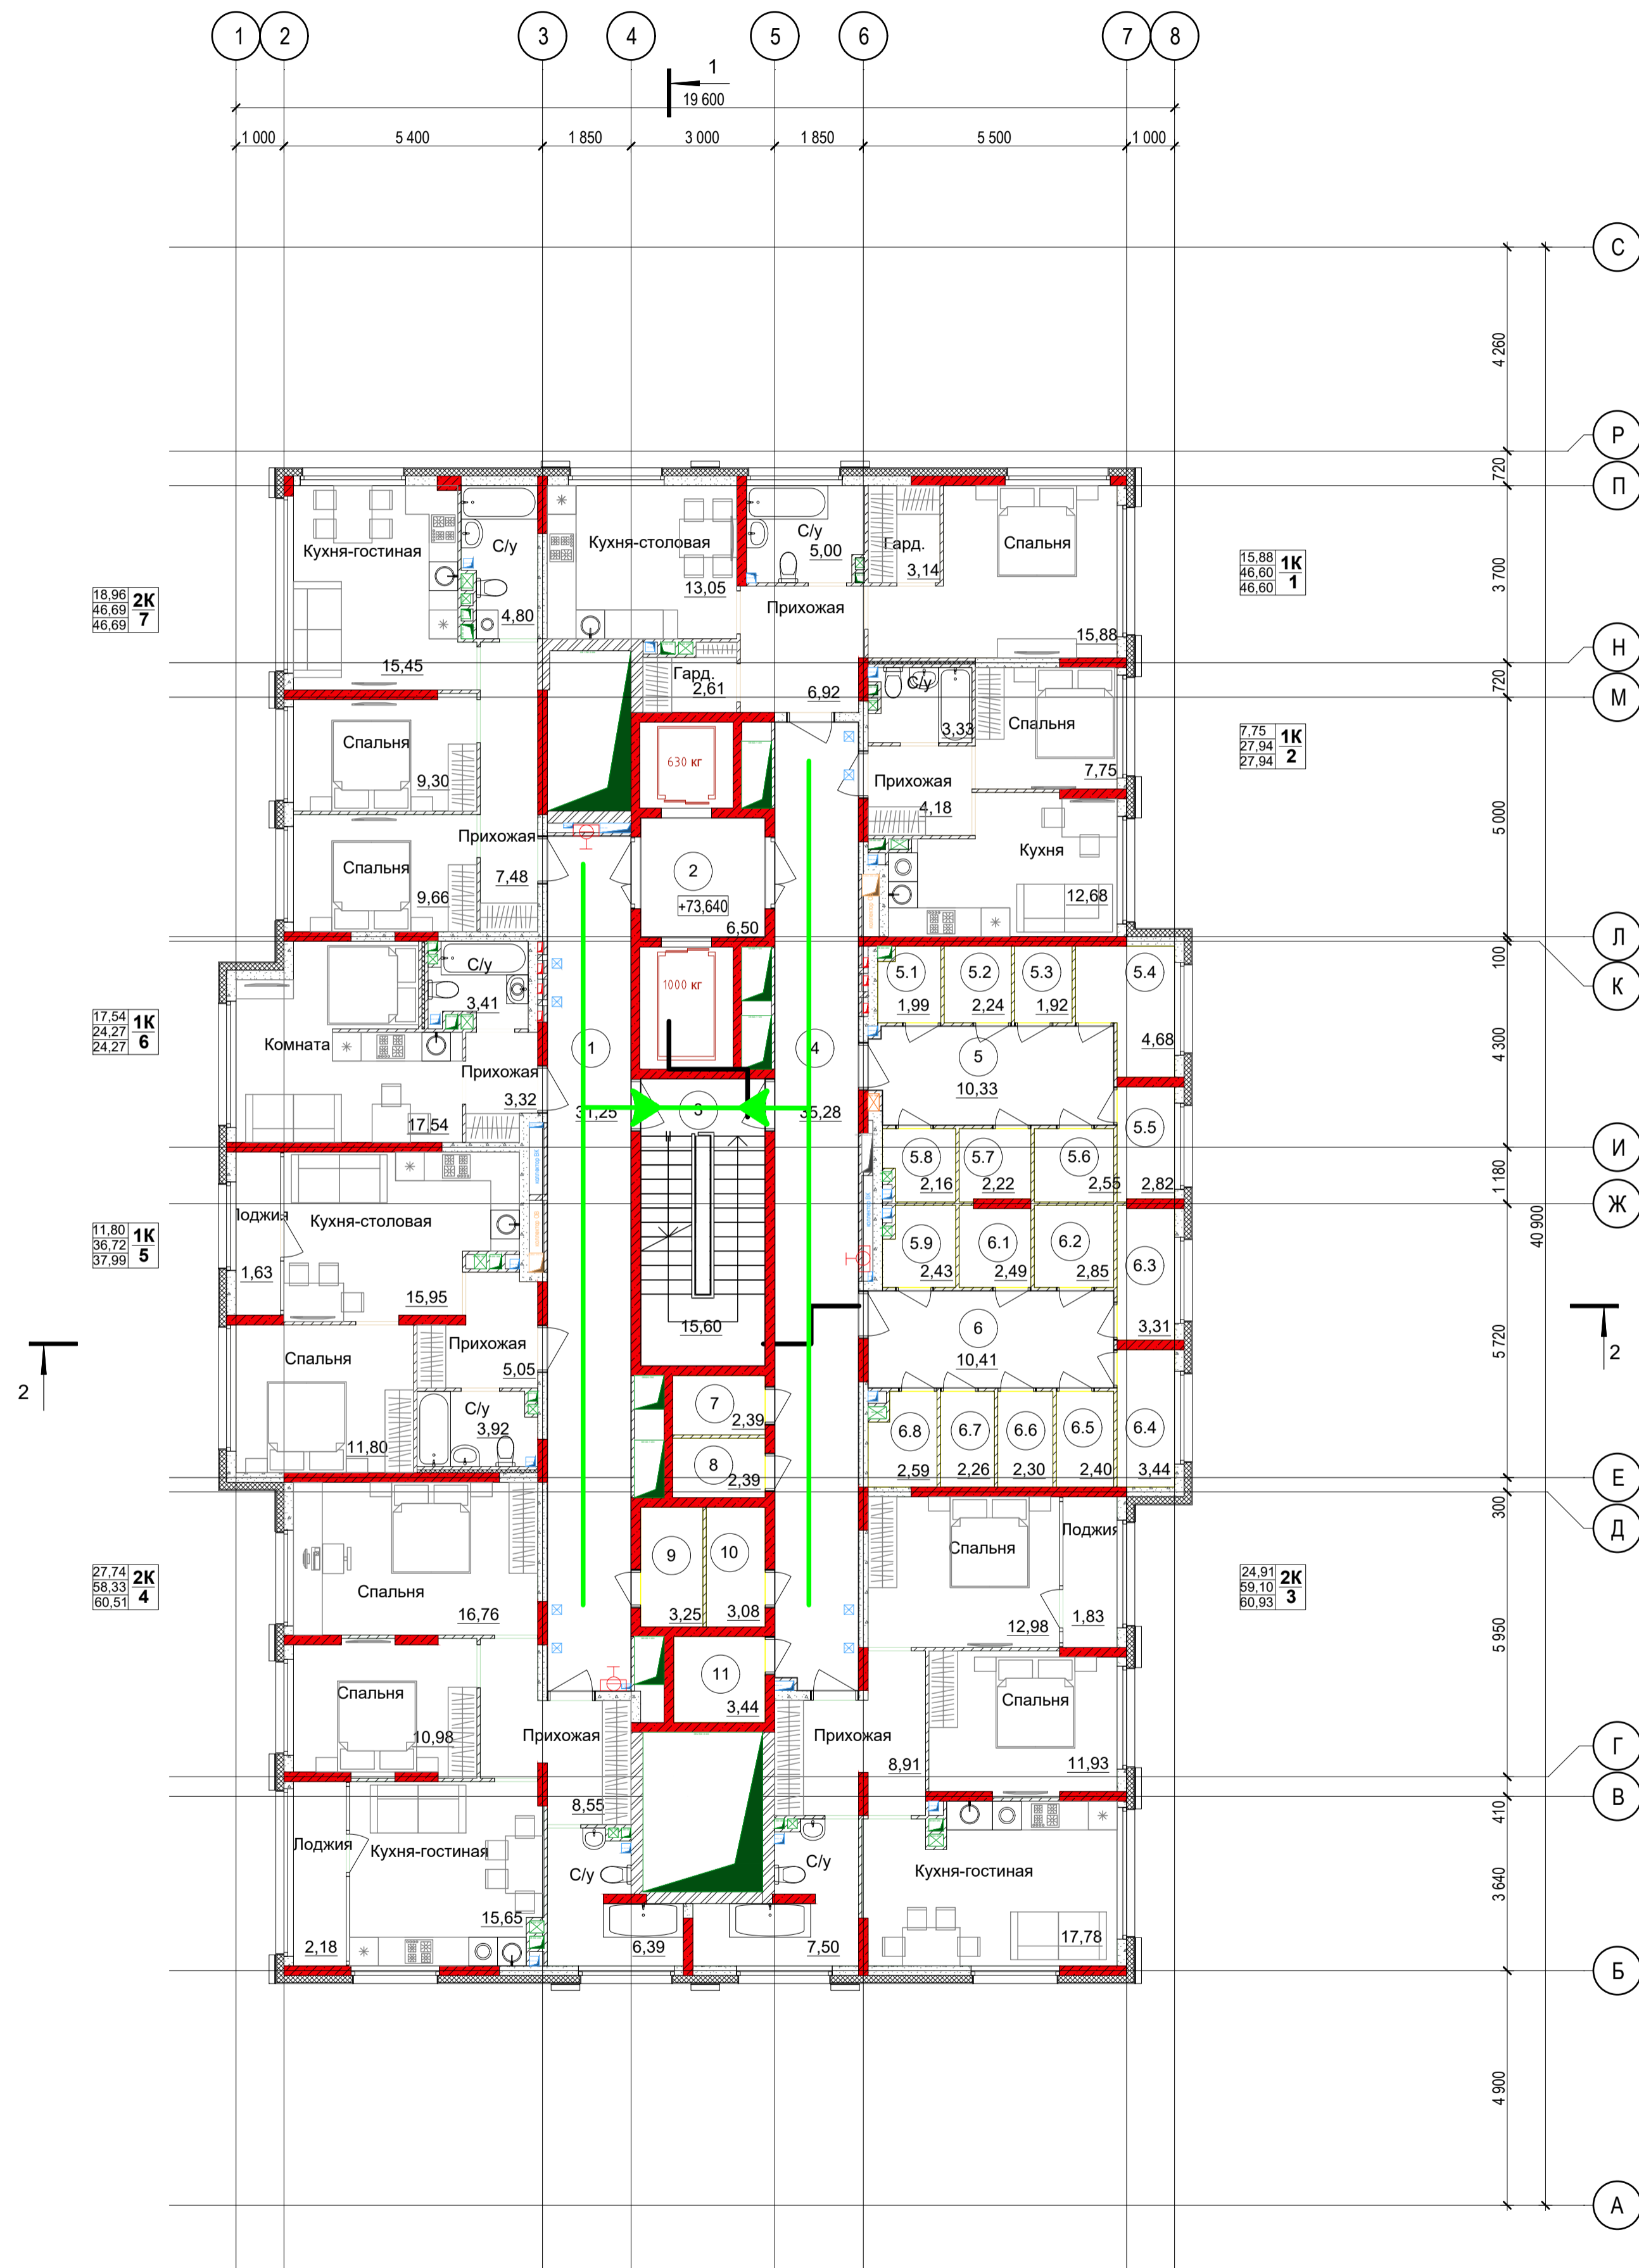 1 2 3 4 5 6 7 8
1
19 600
1 000 5 400 1 850 3 000 1 850 5 500 1 000
С
4 260
Р
720
П
Кухня-гостиная
С/у
Кухня-столовая
С/у
5,00
Гард.
3,14
Спальня
13,05
3 700
15,88
46,60
46,60
1К
1
18,96
46,69
46,69
2К
7
4,80
Прихожая
15,88
15,45
Гард.
2,61
6,92
Н
720
М
С/у
3,33
Спальня
7,75
7,75
27,94
27,94
1К
2
Спальня
9,30
630 кг
Прихожая
4,18
5 000
Прихожая
7,48
Кухня
12,68
Спальня
9,66
2
+73,640
6,50
Л
100
К
С/у
3,41
1000 кг
5.1
1,99
5.2
2,24
5.3
1,92
5.4
4,68
17,54
24,27
24,27
1К
6
Комната
Прихожая
3,32
17,54
1
31,25
3
4
35,28
5
10,33
4 300
5.5
2,82
И
5.8
2,16
5.7
2,22
5.6
2,55
1 180
Ж
40 900
11,80
36,72
37,99
1К
5
Лоджия
1,63
Кухня-столовая
15,95
5.9
2,43
6.1
2,49
6.2
2,85
6.3
3,31
15,60
6
10,41
5 720
2
2
Спальня
11,80
Прихожая
5,05
С/у
3,92
7
2,39
8
2,39
6.8
2,59
6.7
2,26
6.6
2,30
6.5
2,40
6.4
3,44
Е
300
Д
27,74
58,33
60,51
2К
4
Спальня
16,76
9
3,25
10
3,08
Спальня
12,98
Лоджия
1,83
24,91
59,10
60,93
2К
3
5 950
Спальня
10,98
11
3,44
Спальня
11,93
Прихожая
8,55
Прихожая
8,91
Г
В
410
Лоджия
2,18
Кухня-гостиная
15,65
С/у
6,39
С/у
7,50
Кухня-гостиная
17,78
3 640
Б
4 900
А